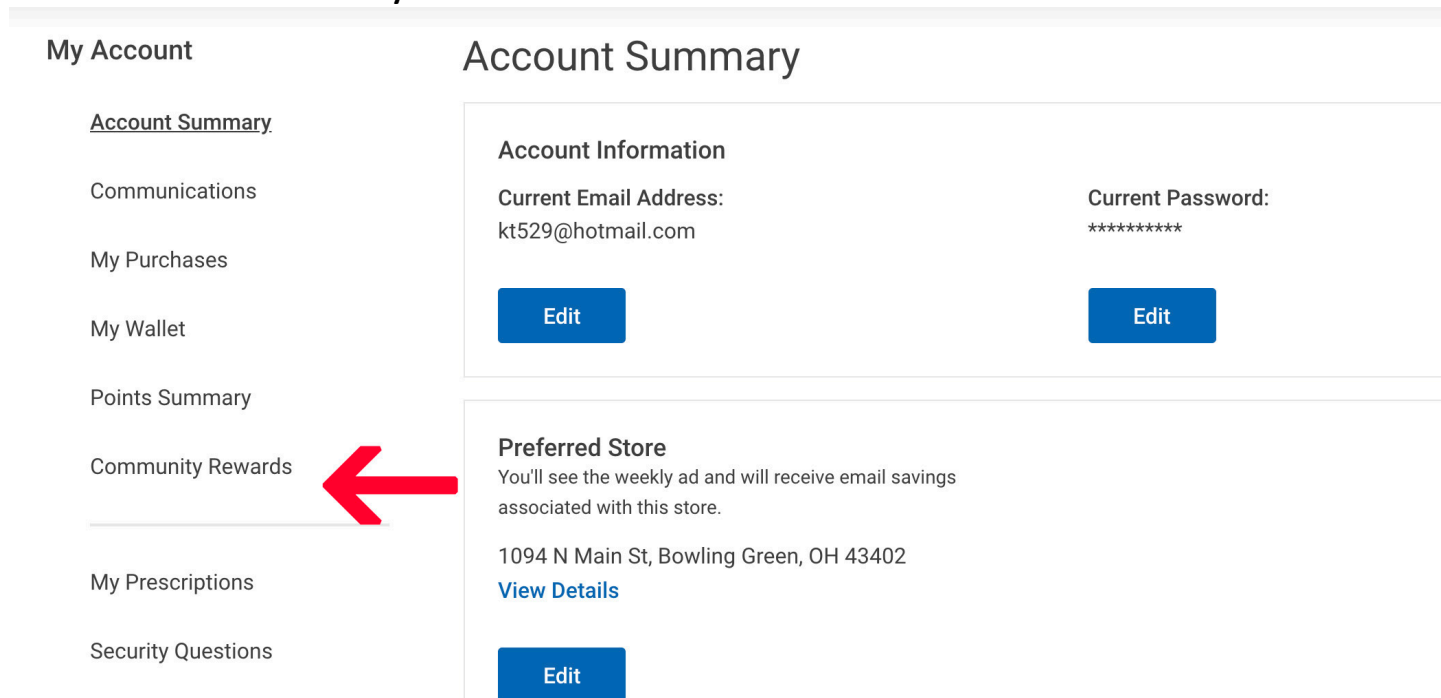 My Account
Account Summary
Communications
My Purchases
My Wallet
Points Summary
Community Rewards
My Prescriptions
Security Questions
Account Summary
Account Information
Current Email Address:
kt529@hotmail.com
Edit
Current Password:
**********
Edit
Preferred Store
You'll see the weekly ad and will receive email savings
associated with this store.
1094 N Main St, Bowling Green, OH 43402
View Details
Edit